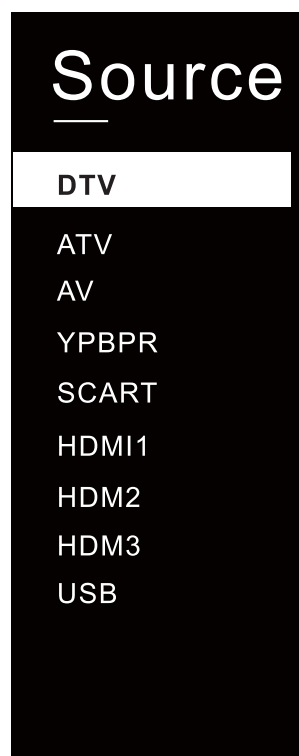 Source
DTV
ATV
AV
YPBPR
SCART
HDMI1
HDM2
HDM3
USB